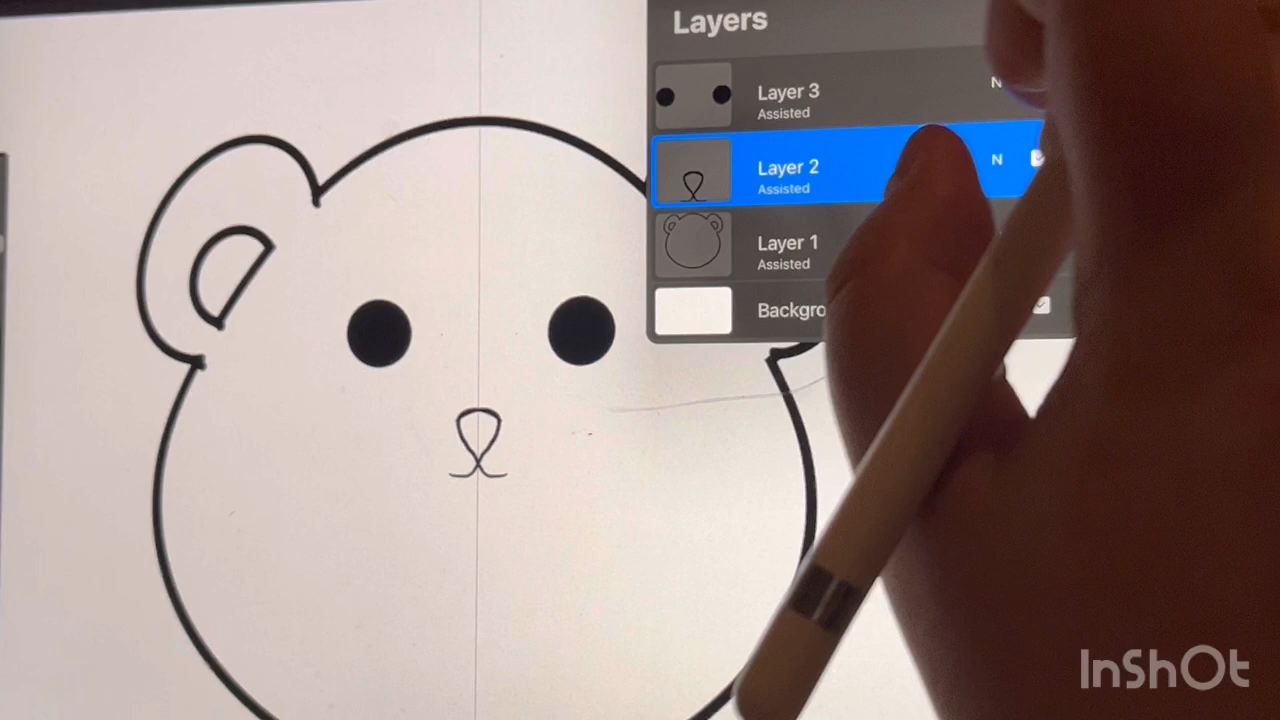 Layers
Layer 3
N
Assisted
Layer 2
N
Assisted
Layer 1
Assisted
Backgro
InShOt